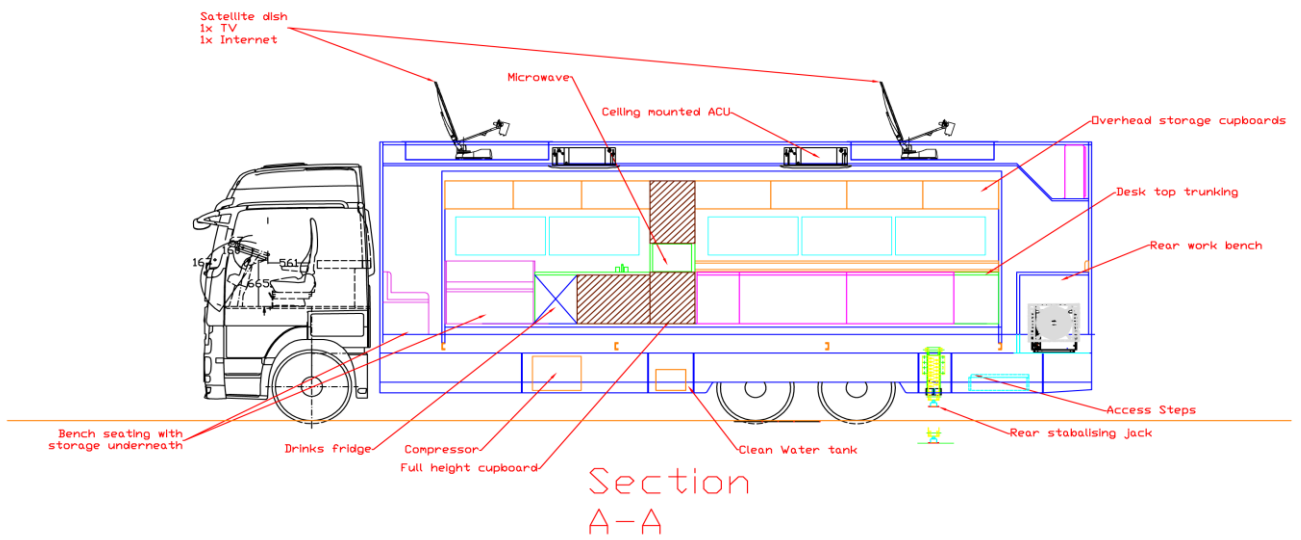 Satellite dish
1x TV
1x Internet
Microwave
Ceiling mounted ACU
Overhead storage cupboards
Desk top trunking
Rear work bench
561
665
Access Steps
Rear stabalising jack
Bench seating with
storage underneath
Drinks fridge
Compressor
Full height cupboard
Clean Water tank
Section
A-A